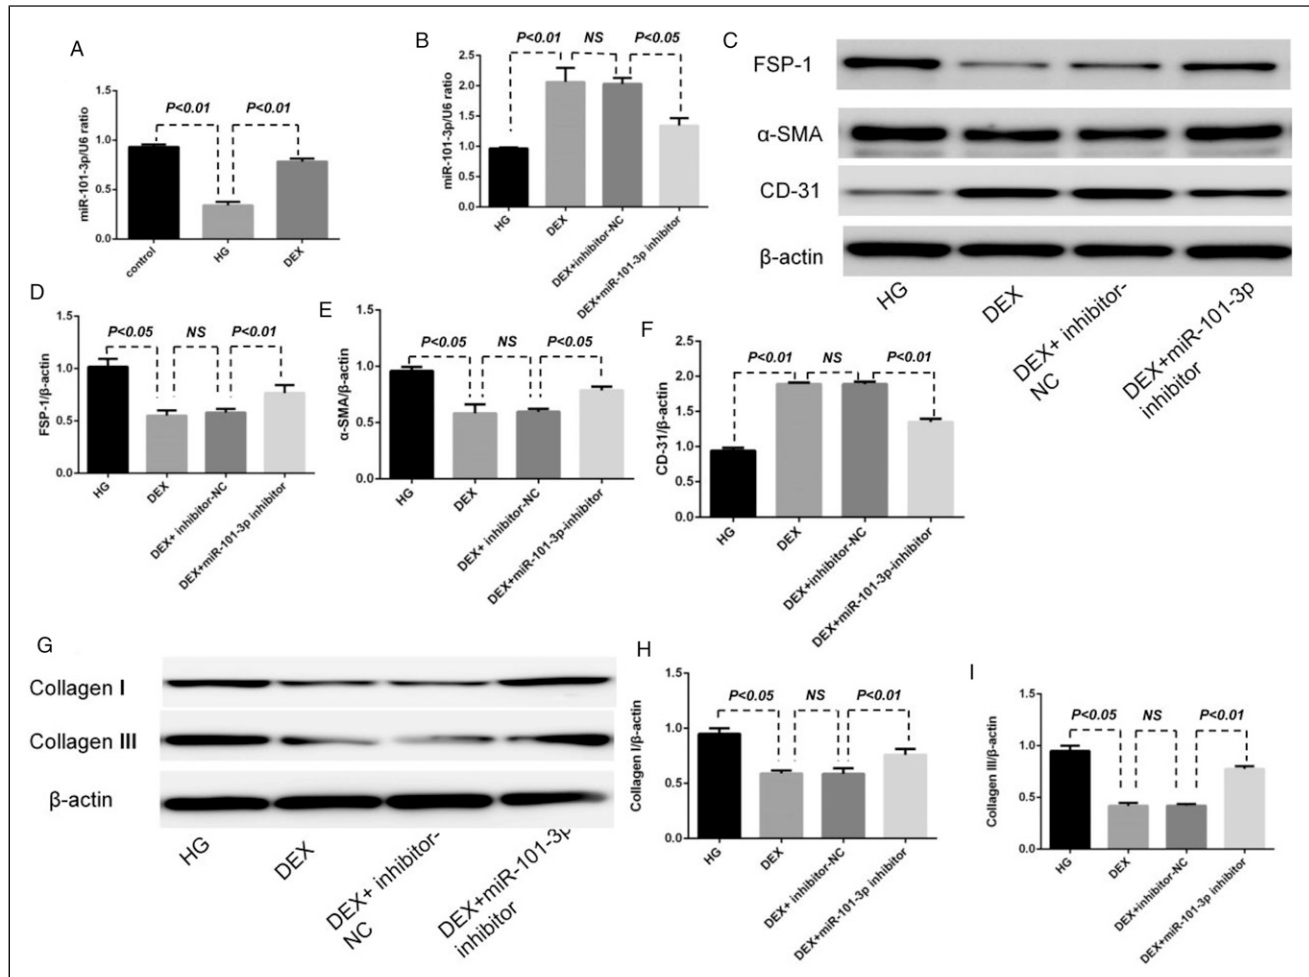 A
P<0.01
P<0.01
miR-101-3p/U6 ratio
1.5
1.0
0.5
0.0
control
HG
DEX
B
P<0.01
NS
P<0.05
miR-101-3p/U6 ratio
2.5
2.0
1.5
1.0
0.5
0.0
HG
DEX
DEX+inhibitor-NC
DEX+miR-101-3p inhibitor
C
FSP-1
α-SMA
CD-31
β-actin
HG
DEX
DEX+ inhibitor-
NC
DEX+miR-101-3p
inhibitor
D
P<0.05
NS
P<0.01
FSP-1/β-actin
1.5
1.0
0.5
0.0
HG
DEX
DEX+ inhibitor-NC
DEX+miR-101-3p inhibitor
E
P<0.05
NS
P<0.05
α-SMA/β-actin
1.5
1.0
0.5
0.0
HG
DEX
DEX+ inhibitor-NC
DEX+miR-101-3p-inhibitor
F
P<0.01
NS
P<0.01
CD-31/β-actin
2.5
2.0
1.5
1.0
0.5
0.0
HG
DEX
DEX+inhibitor-NC
DEX+miR-101-3p-inhibitor
G
Collagen I
Collagen III
β-actin
HG
DEX
DEX+ inhibitor-
NC
DEX+miR-101-3p
inhibitor
H
P<0.05
NS
P<0.01
Collagen I/β-actin
1.5
1.0
0.5
0.0
HG
DEX
DEX+ inhibitor-NC
DEX+miR-101-3p inhibitor
I
P<0.05
NS
P<0.01
Collagen III/β-actin
1.5
1.0
0.5
0.0
HG
DEX
DEX+inhibitor-NC
DEX+miR-101-3p inhibitor